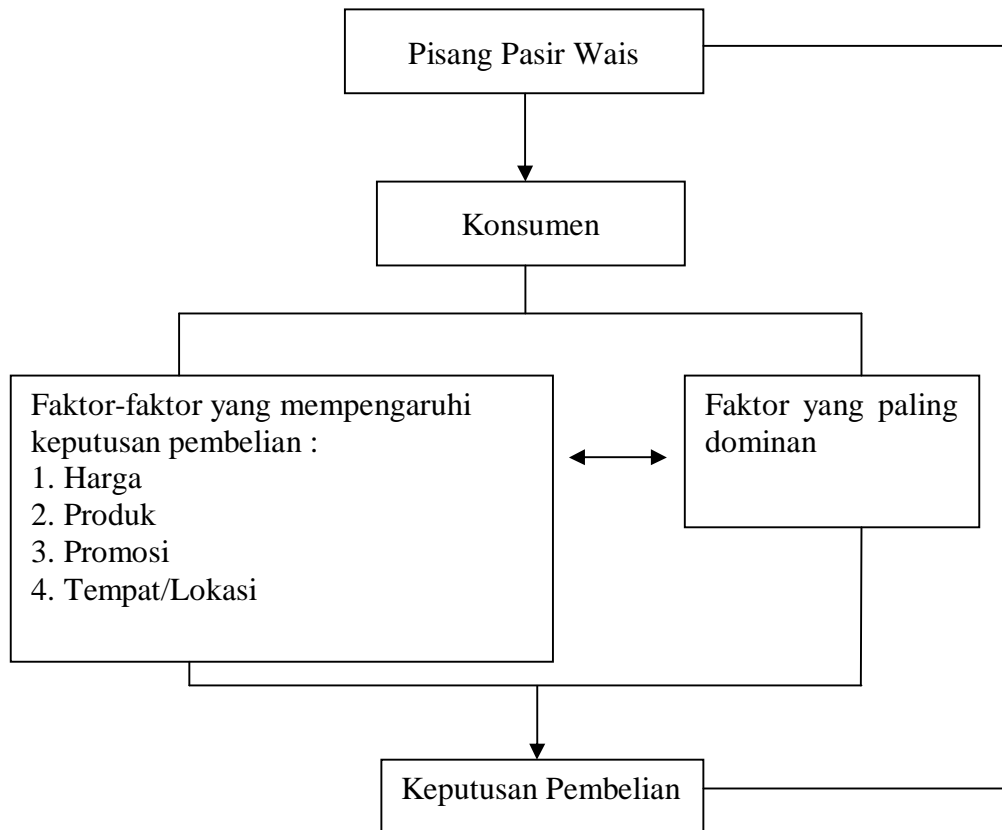 Pisang Pasir Wais
Konsumen
Faktor-faktor yang mempengaruhi
keputusan pembelian :
1. Harga
2. Produk
3. Promosi
4. Tempat/Lokasi
Faktor yang paling
dominan
Keputusan Pembelian